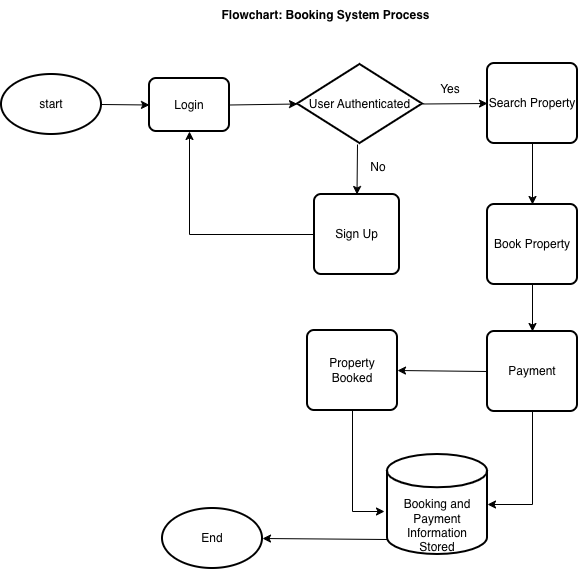 Flowchart: Booking System Process
start
Login
User Authenticated
Yes
Search Property
No
Sign Up
Book Property
Property
Booked
Payment
Booking and
Payment
Information
Stored
End